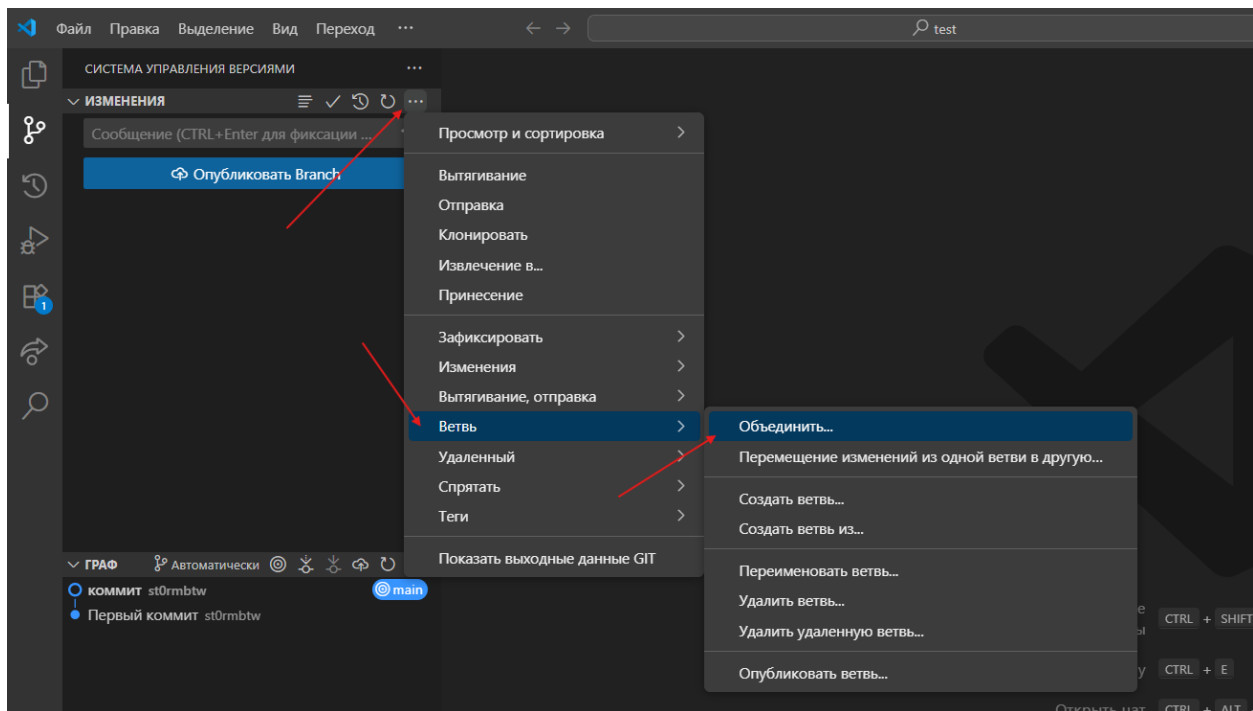 Файл Правка Выделение Вид Переход ...
test
СИСТЕМА УПРАВЛЕНИЯ ВЕРСИЯМИ ...
ИЗМЕНЕНИЯ ...
Сообщение (CTRL+Enter для фиксации ...
Опубликовать Branch
1
Просмотр и сортировка
Вытягивание
Отправка
Клонировать
Извлечение в...
Принесение
Зафиксировать
Изменения
Вытягивание, отправка
Ветвь
Удаленный
Спрятать
Теги
Показать выходные данные GIT
Объединить...
Перемещение изменений из одной ветви в другую...
Создать ветвь...
Создать ветвь из...
Переименовать ветвь...
Удалить ветвь...
Удалить удаленную ветвь...
Опубликовать ветвь...
ГРАФ Автоматически
коммит st0rmbtw main
Первый коммит st0rmbtw
е
ы CTRL + SHIFT
у CTRL + E
Открыть чат CTRL + ALT